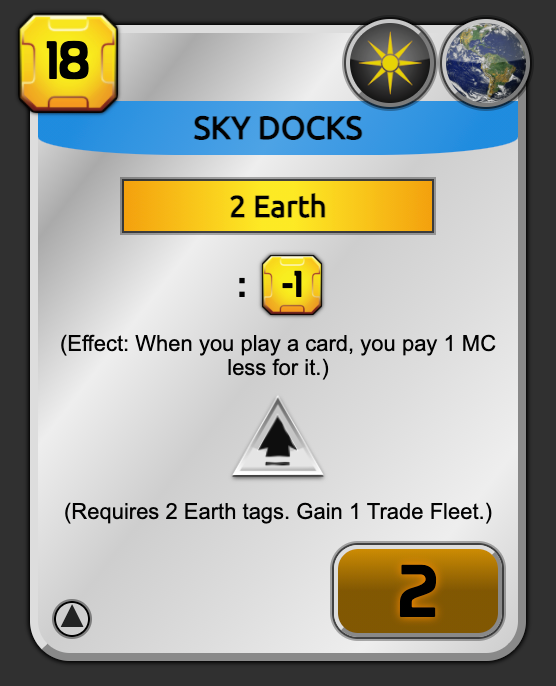 18
SKY DOCKS
2 Earth
: -1
(Effect: When you play a card, you pay 1 MC
less for it.)
(Requires 2 Earth tags. Gain 1 Trade Fleet.)
2